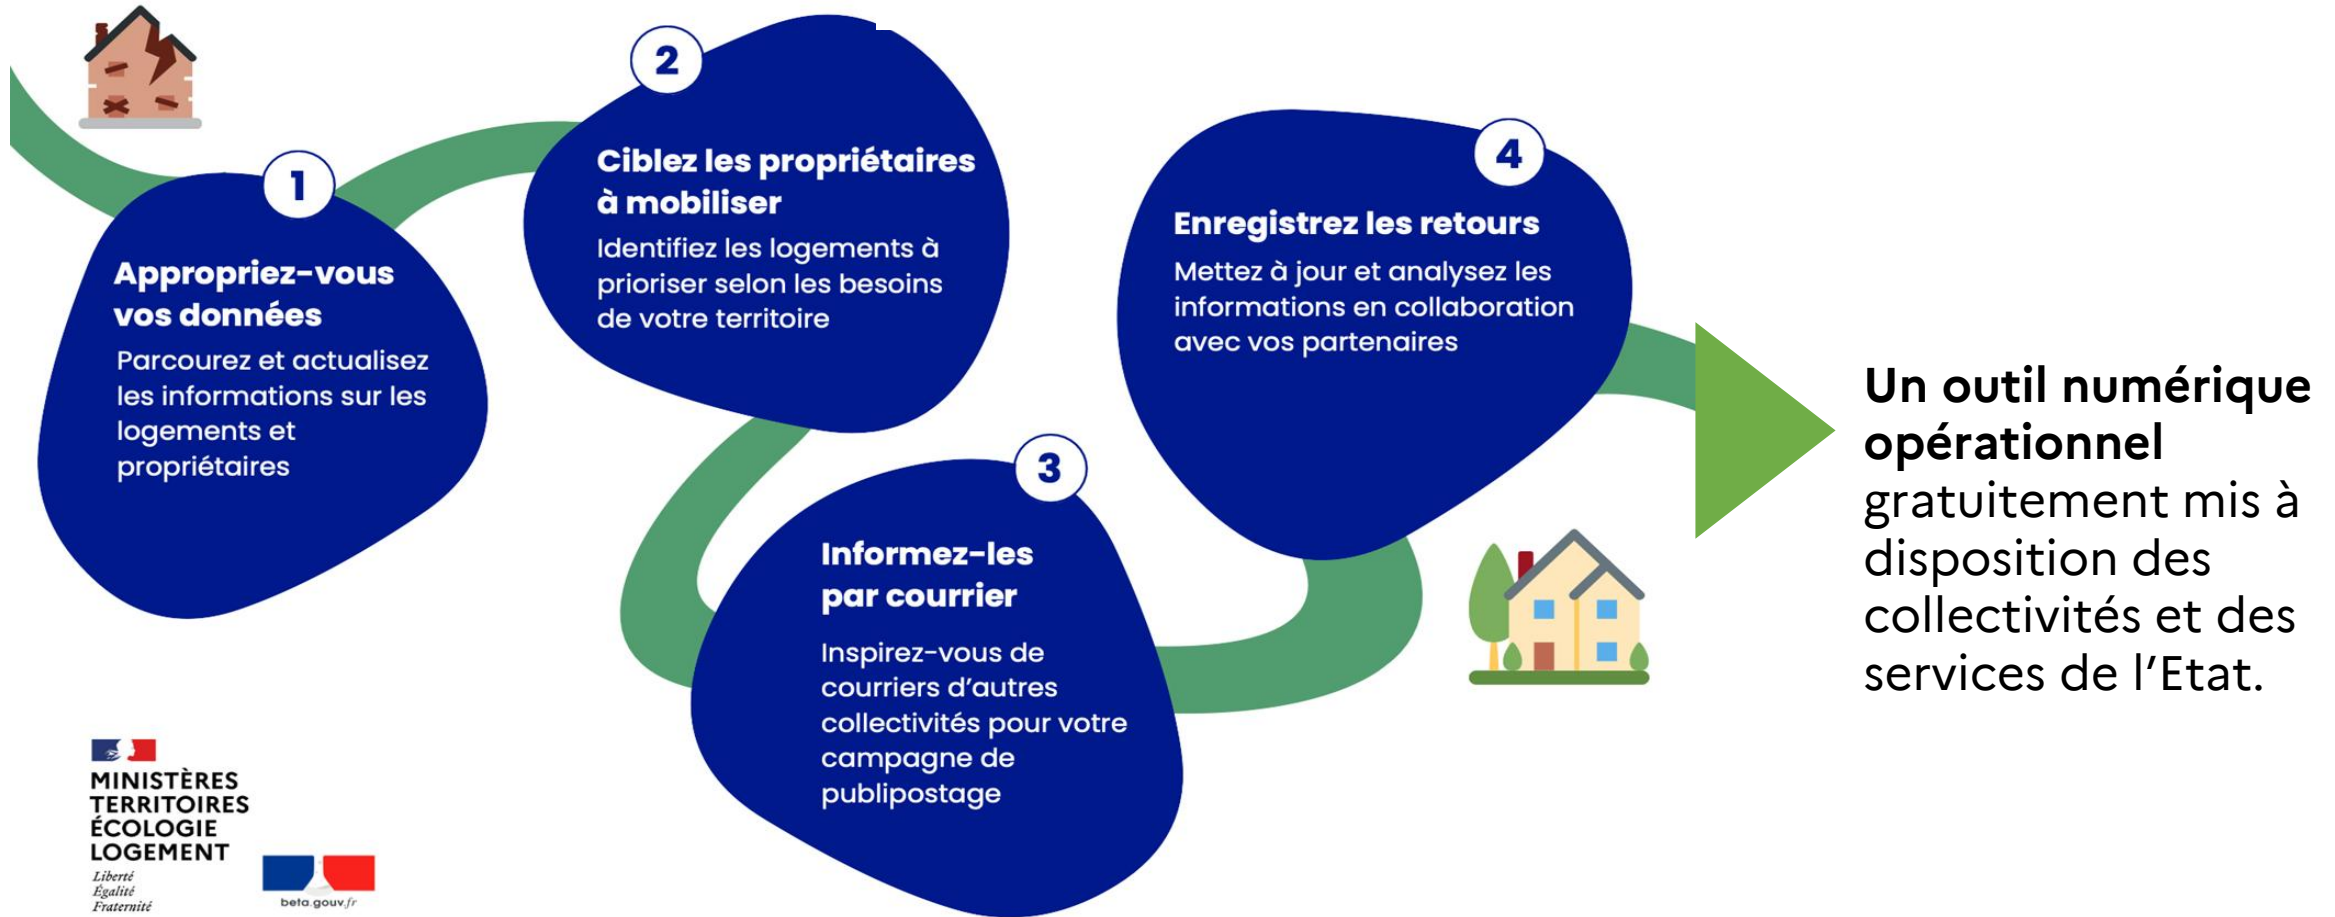 1
Appropriez-vous
vos données
Parcourez et actualisez
les informations sur les
logements et
propriétaires
2
Ciblez les propriétaires
à mobiliser
Identifiez les logements à
prioriser selon les besoins
de votre territoire
3
Informez-les
par courrier
Inspirez-vous de
courriers d’autres
collectivités pour votre
campagne de
publipostage
4
Enregistrez les retours
Mettez à jour et analysez les
informations en collaboration
avec vos partenaires
Un outil numérique
opérationnel
gratuitement mis à
disposition des
collectivités et des
services de l’Etat.
MINISTÈRES
TERRITOIRES
ÉCOLOGIE
LOGEMENT
Liberté
Égalité
Fraternité
beta.gouv.fr